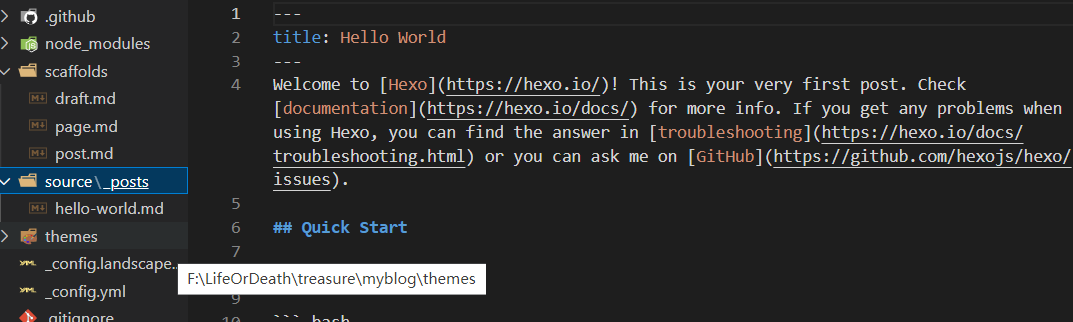 .github
node_modules
scaffolds
draft.md
page.md
post.md
source\_posts
hello-world.md
themes
_config.landscape...
_config.yml
.gitignore
F:\LifeOrDeath\treasure\myblog\themes
1 ---
2 title: Hello World
3 ---
4 Welcome to [Hexo](https://hexo.io/)! This is your very first post. Check
[documentation](https://hexo.io/docs/) for more info. If you get any problems when
using Hexo, you can find the answer in [troubleshooting](https://hexo.io/docs/
troubleshooting.html) or you can ask me on [GitHub](https://github.com/hexojs/hexo/
issues).
5
6 ## Quick Start
7
9
10 ``` bash